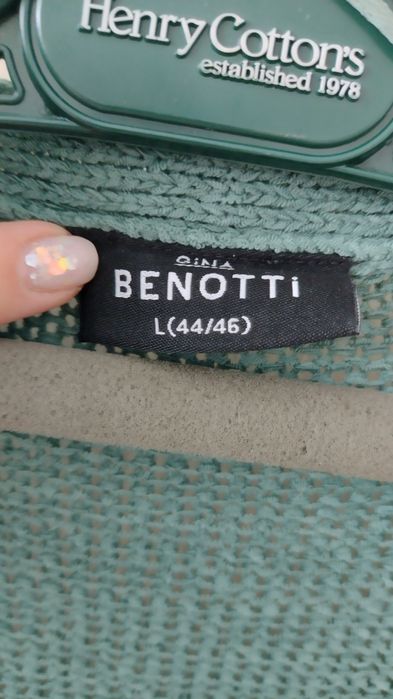 Henry Cotton's
established 1978
GiNA
BENOTTi
L(44/46)